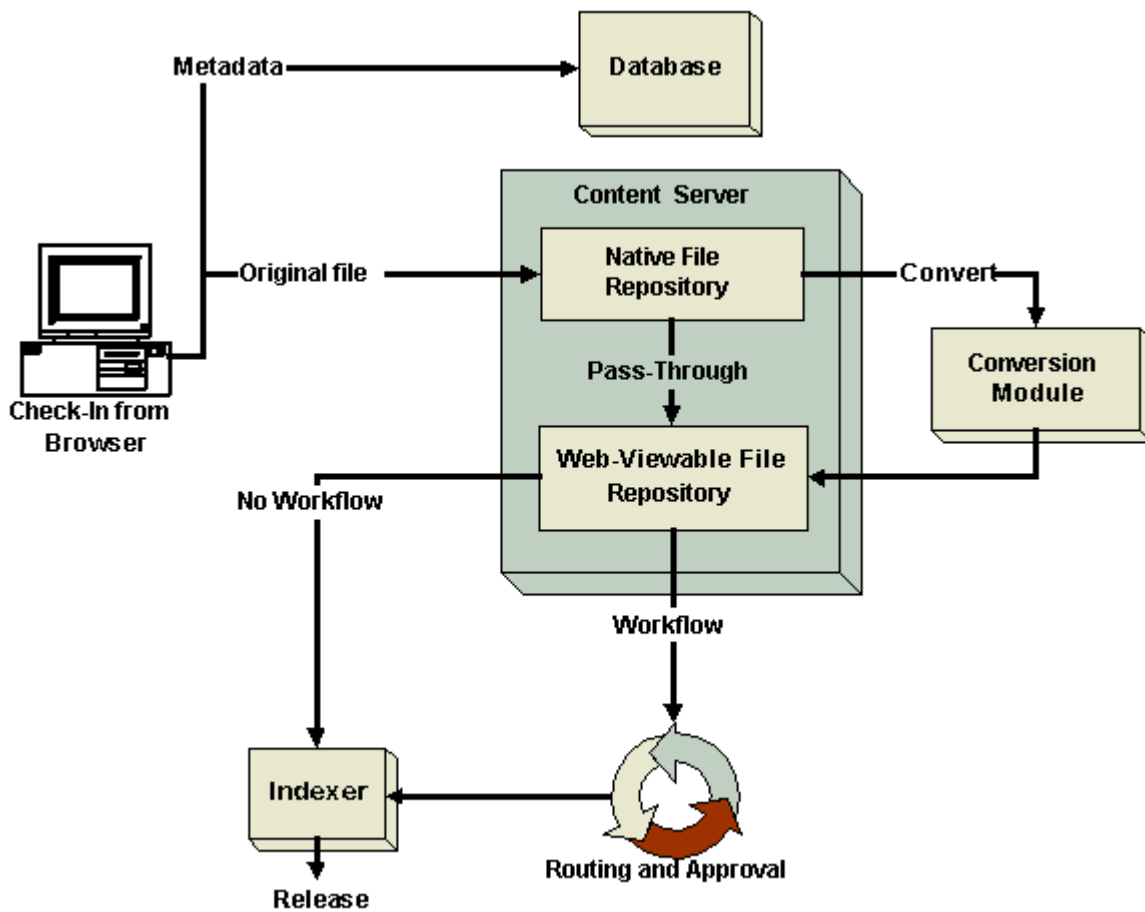 Metadata
Database
Content Server
Native File
Repository
Original file
Convert
Pass-Through
Conversion
Module
Check-In from
Browser
Web-Viewable File
Repository
No Workflow
Workflow
Indexer
Routing and Approval
Release